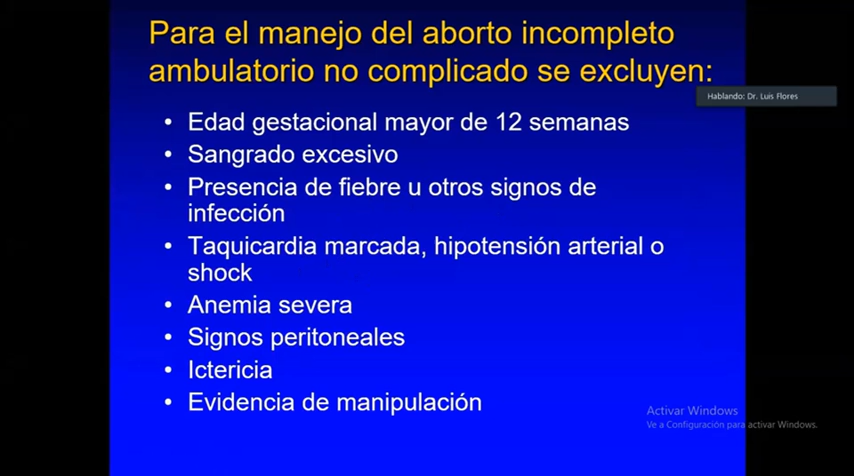 Para el manejo del aborto incompleto
ambulatorio no complicado se excluyen:
Hablando: Dr. Luis Flores
• Edad gestacional mayor de 12 semanas
• Sangrado excesivo
• Presencia de fiebre u otros signos de
infección
• Taquicardia marcada, hipotensión arterial o
shock
• Anemia severa
• Signos peritoneales
• Ictericia
• Evidencia de manipulación
Activar Windows
Ve a Configuración para activar Windows.